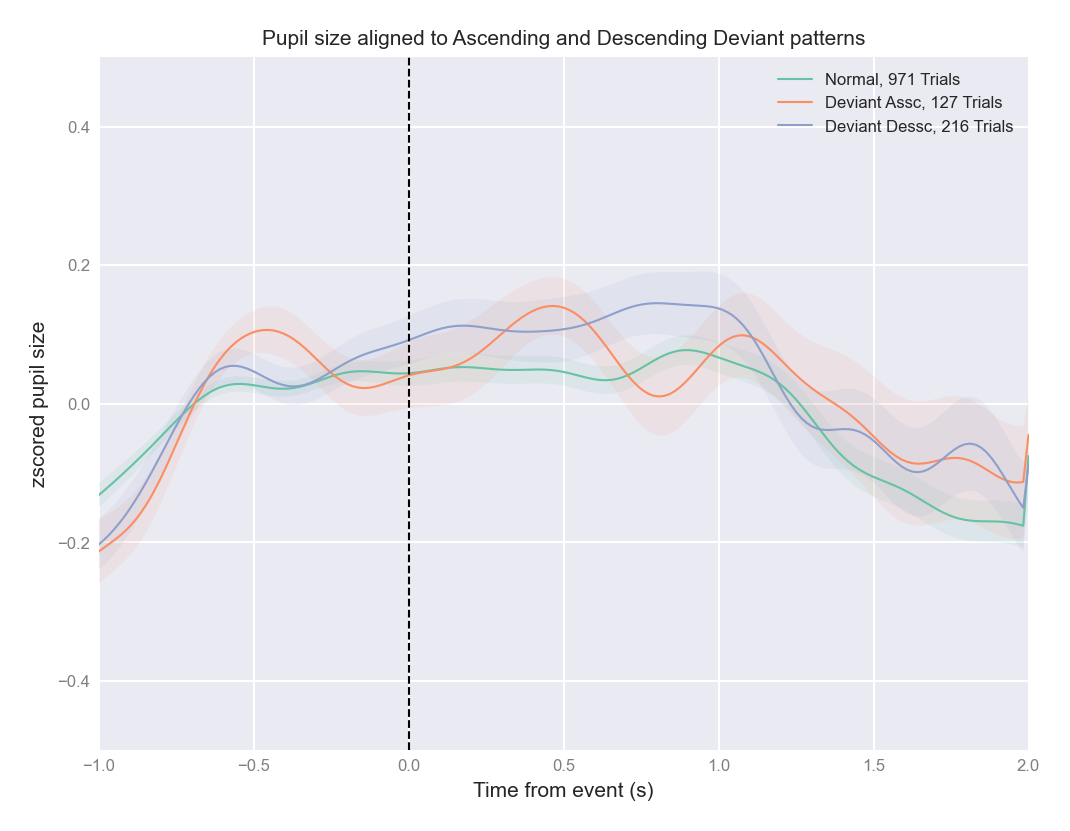 Pupil size aligned to Ascending and Descending Deviant patterns
Normal, 971 Trials
Deviant Assc, 127 Trials
Deviant Dessc, 216 Trials
zscored pupil size
0.4
0.2
0.0
−0.2
−0.4
−1.0 −0.5 0.0 0.5 1.0 1.5 2.0
Time from event (s)